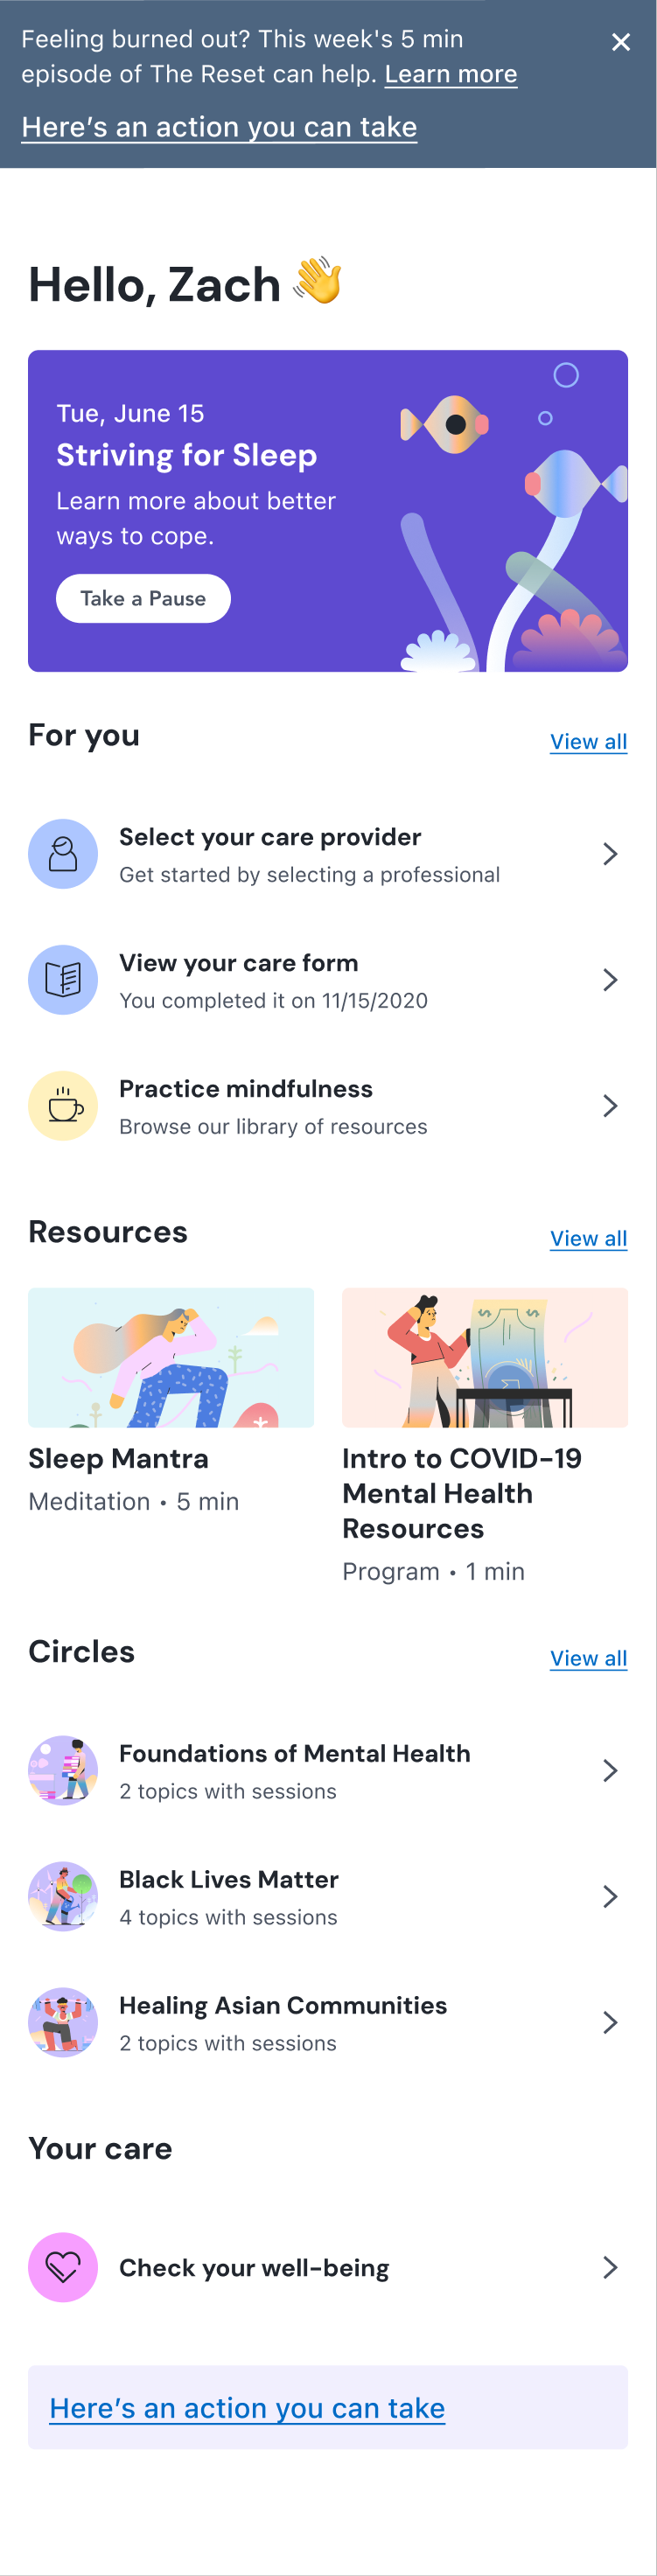 Feeling burned out? This week's 5 min
episode of The Reset can help. Learn more
Here’s an action you can take
Hello, Zach 👋
Tue, June 15
Striving for Sleep
Learn more about better
ways to cope.
Take a Pause
For you
View all
Select your care provider
Get started by selecting a professional
View your care form
You completed it on 11/15/2020
Practice mindfulness
Browse our library of resources
Resources
View all
Sleep Mantra
Meditation • 5 min
Intro to COVID-19
Mental Health
Resources
Program • 1 min
Circles
View all
Foundations of Mental Health
2 topics with sessions
Black Lives Matter
4 topics with sessions
Healing Asian Communities
2 topics with sessions
Your care
Check your well-being
Here’s an action you can take